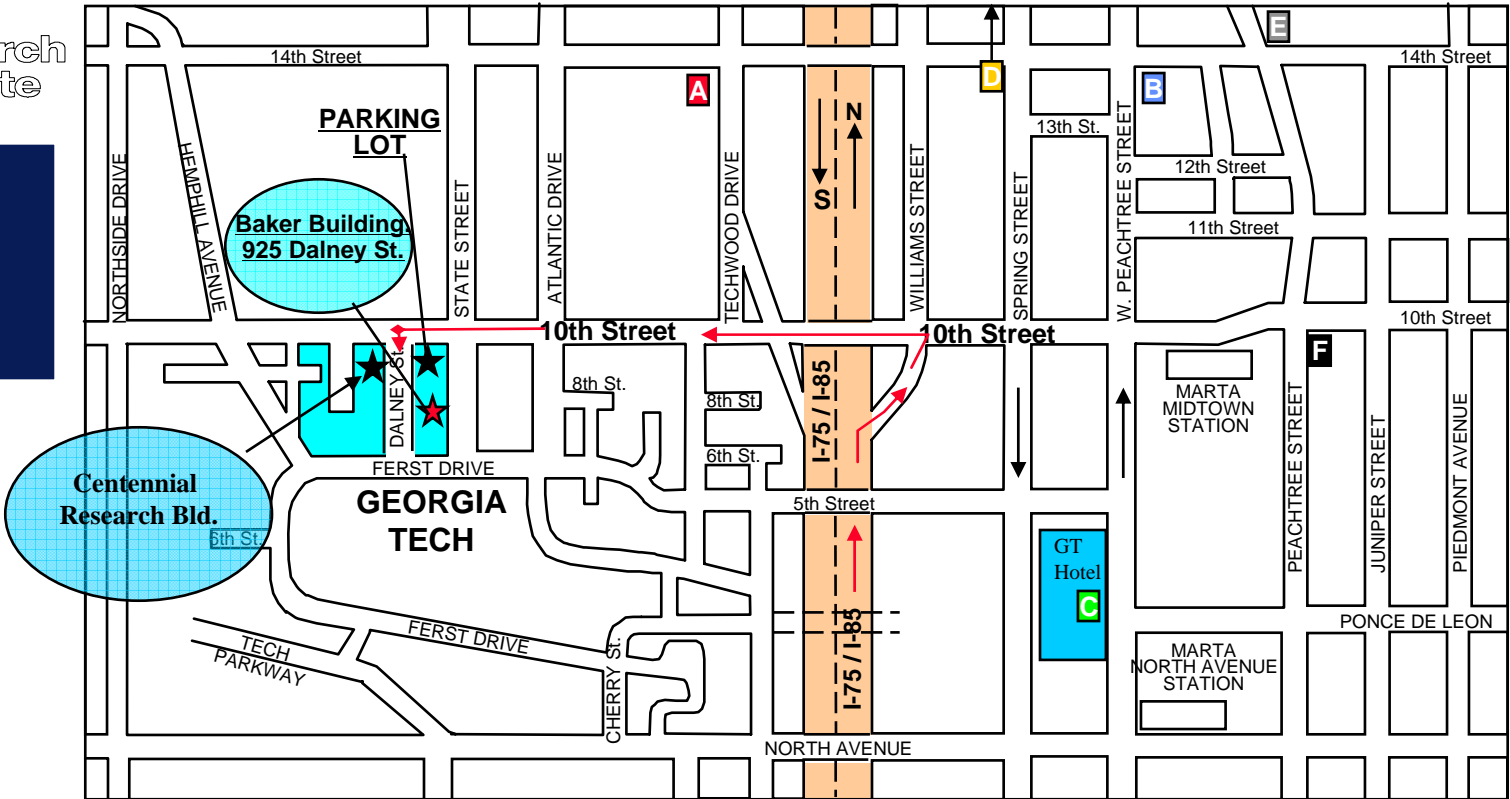 rch
te
14th Street
14th Street
E
D
A
B
PARKING
LOT
N
S
13th St.
12th Street
11th Street
NORTHSIDE DRIVE
HEMPHILL AVENUE
Baker Building,
925 Dalney St.
STATE STREET
ATLANTIC DRIVE
TECHWOOD DRIVE
WILLIAMS STREET
SPRING STREET
W. PEACHTREE STREET
10th Street
10th Street
10th Street
F
DALNEY St.
8th St.
8th St.
6th St.
I-75 / I-85
MARTA
MIDTOWN
STATION
PEACHTREE STREET
JUNIPER STREET
PIEDMONT AVENUE
FERST DRIVE
Centennial
Research Bld.
6th St.
GEORGIA
TECH
5th Street
GT
Hotel
C
I-75 / I-85
PONCE DE LEON
FERST DRIVE
TECH
PARKWAY
CHERRY St.
MARTA
NORTH AVENUE
STATION
NORTH AVENUE